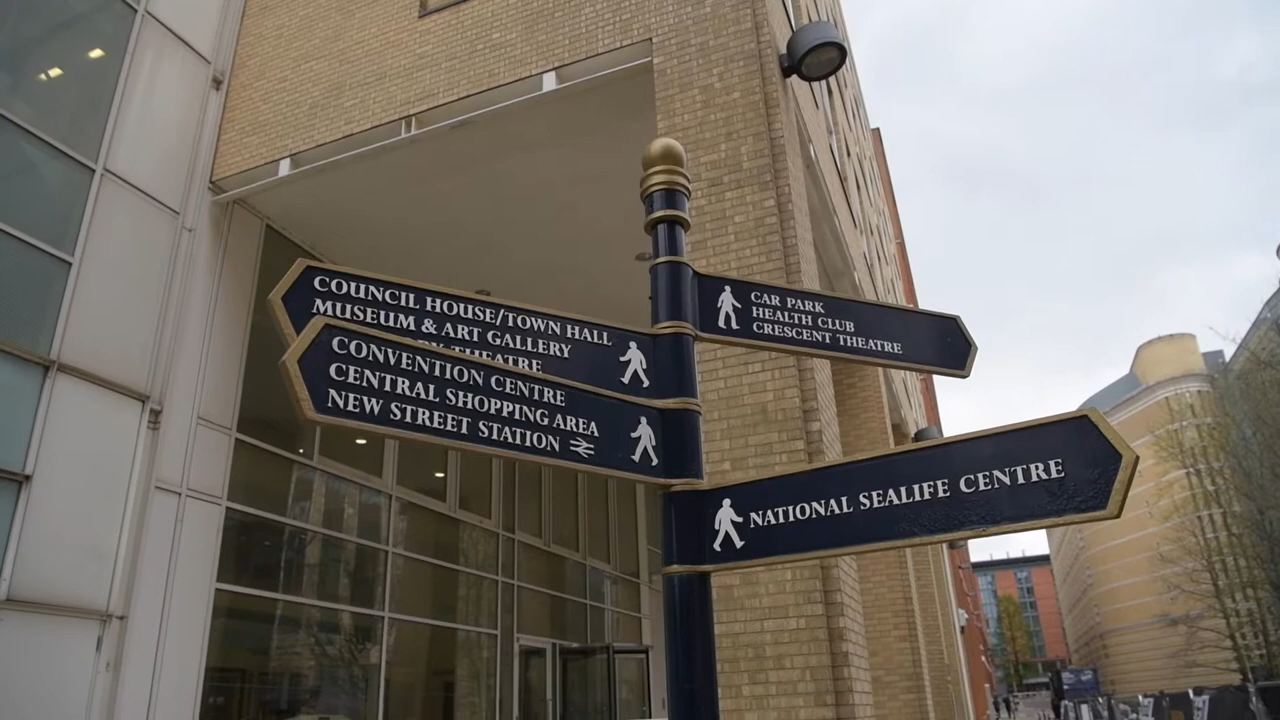 COUNCIL HOUSE/TOWN HALL
MUSEUM & ART GALLERY
THEATRE
CONVENTION CENTRE
CENTRAL SHOPPING AREA
NEW STREET STATION
CAR PARK
HEALTH CLUB
CRESCENT THEATRE
NATIONAL SEALIFE CENTRE